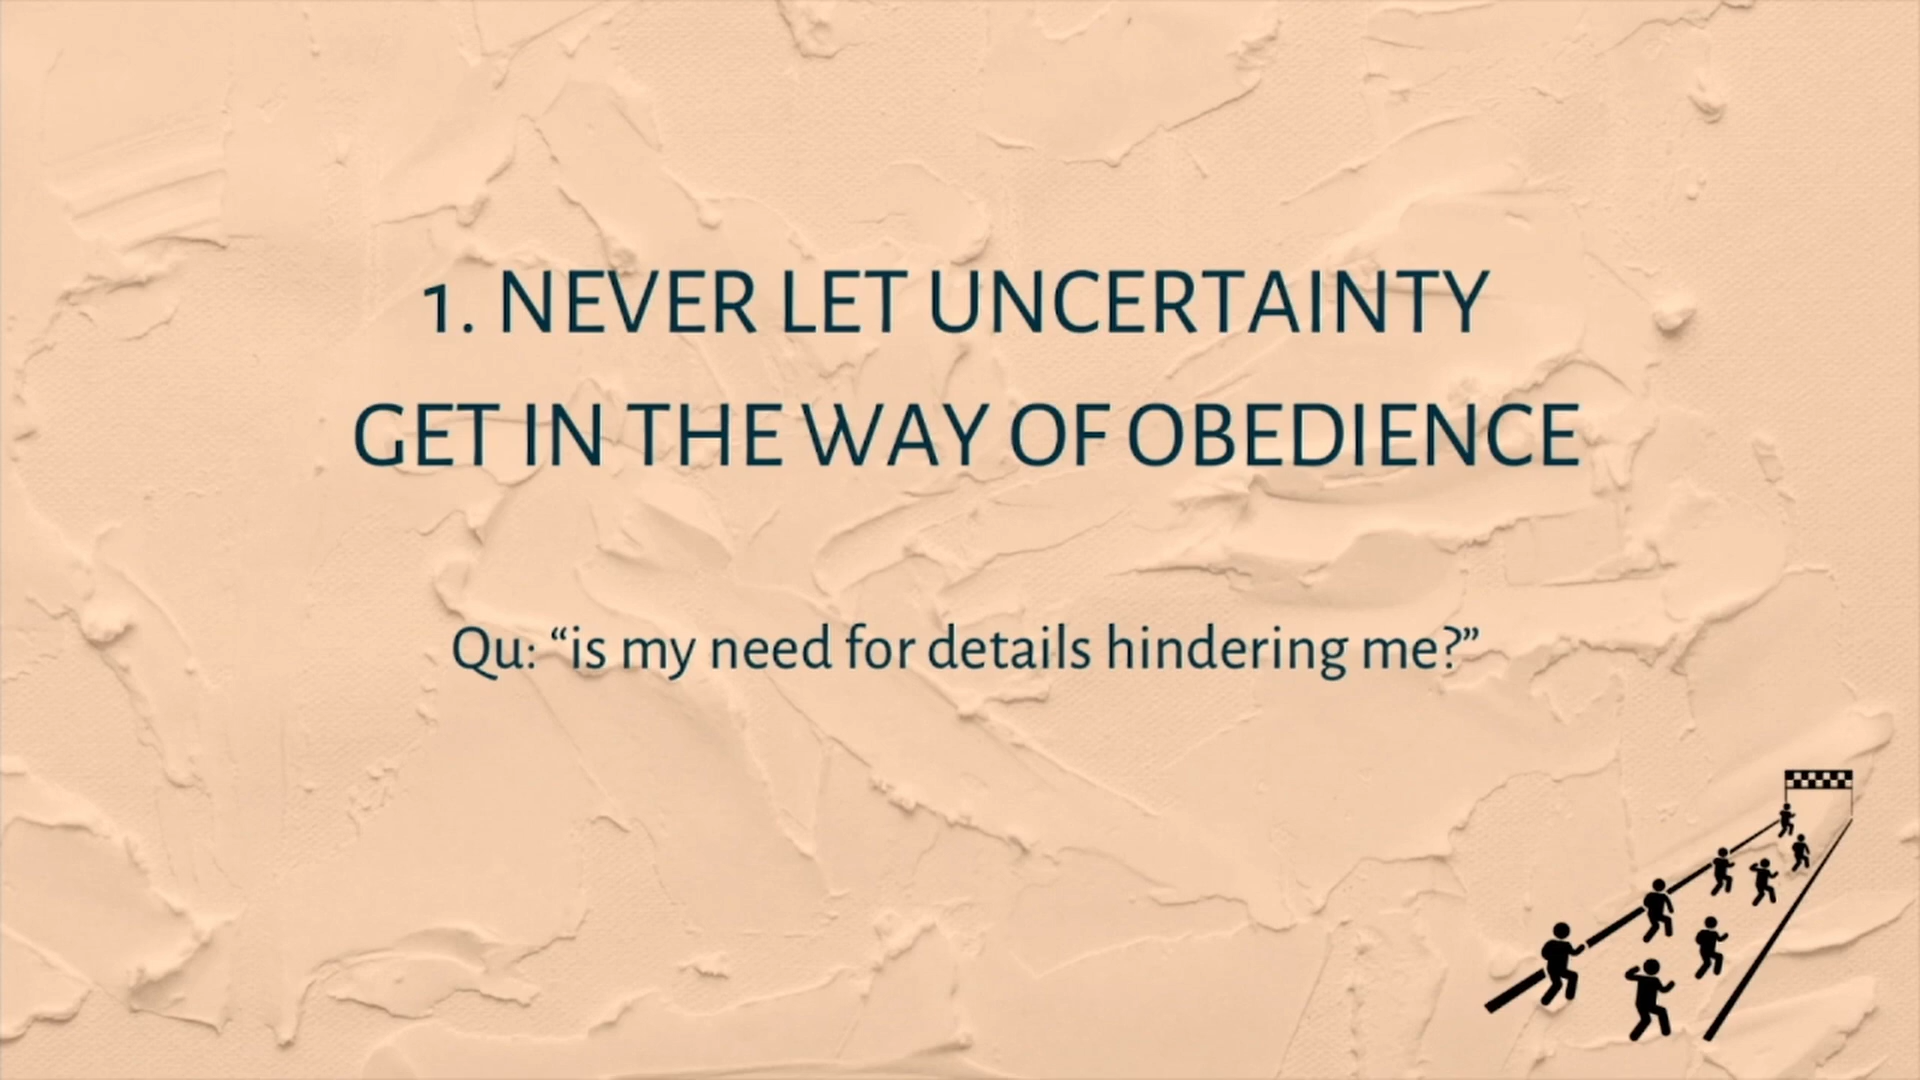 1. NEVER LET UNCERTAINTY
GET IN THE WAY OF OBEDIENCE
Qu: “is my need for details hindering me?”